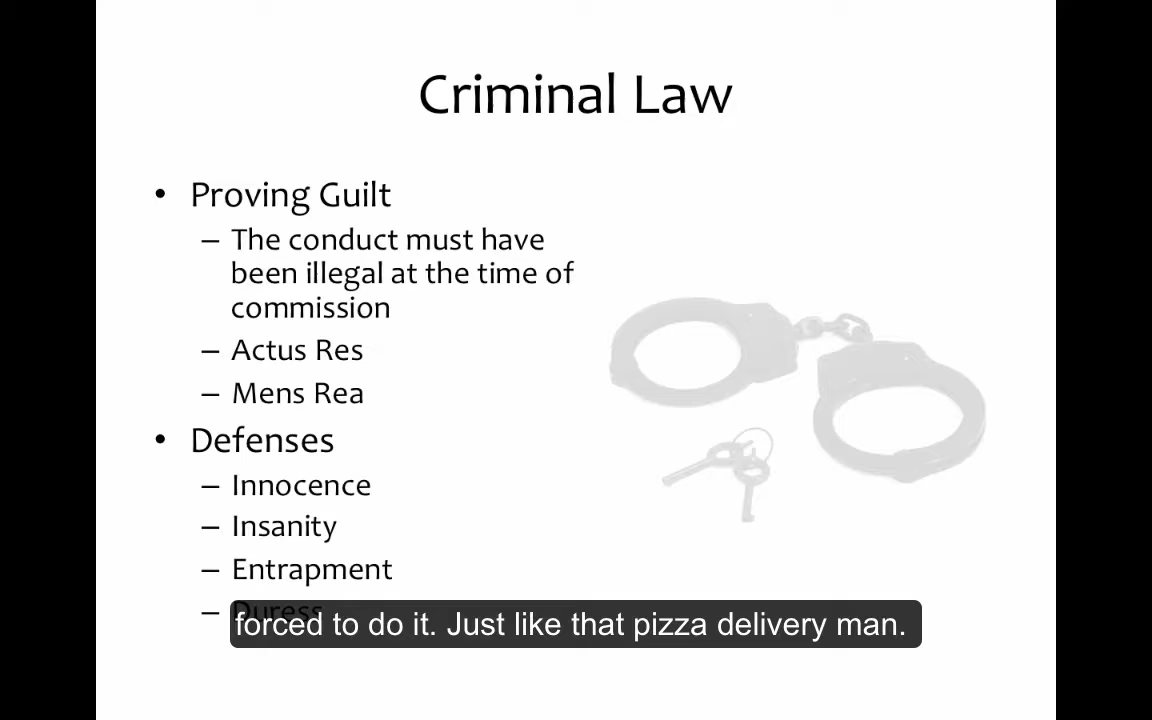 Criminal Law
• Proving Guilt
– The conduct must have
been illegal at the time of
commission
– Actus Res
– Mens Rea
• Defenses
– Innocence
– Insanity
– Entrapment
– Duress
forced to do it. Just like that pizza delivery man.